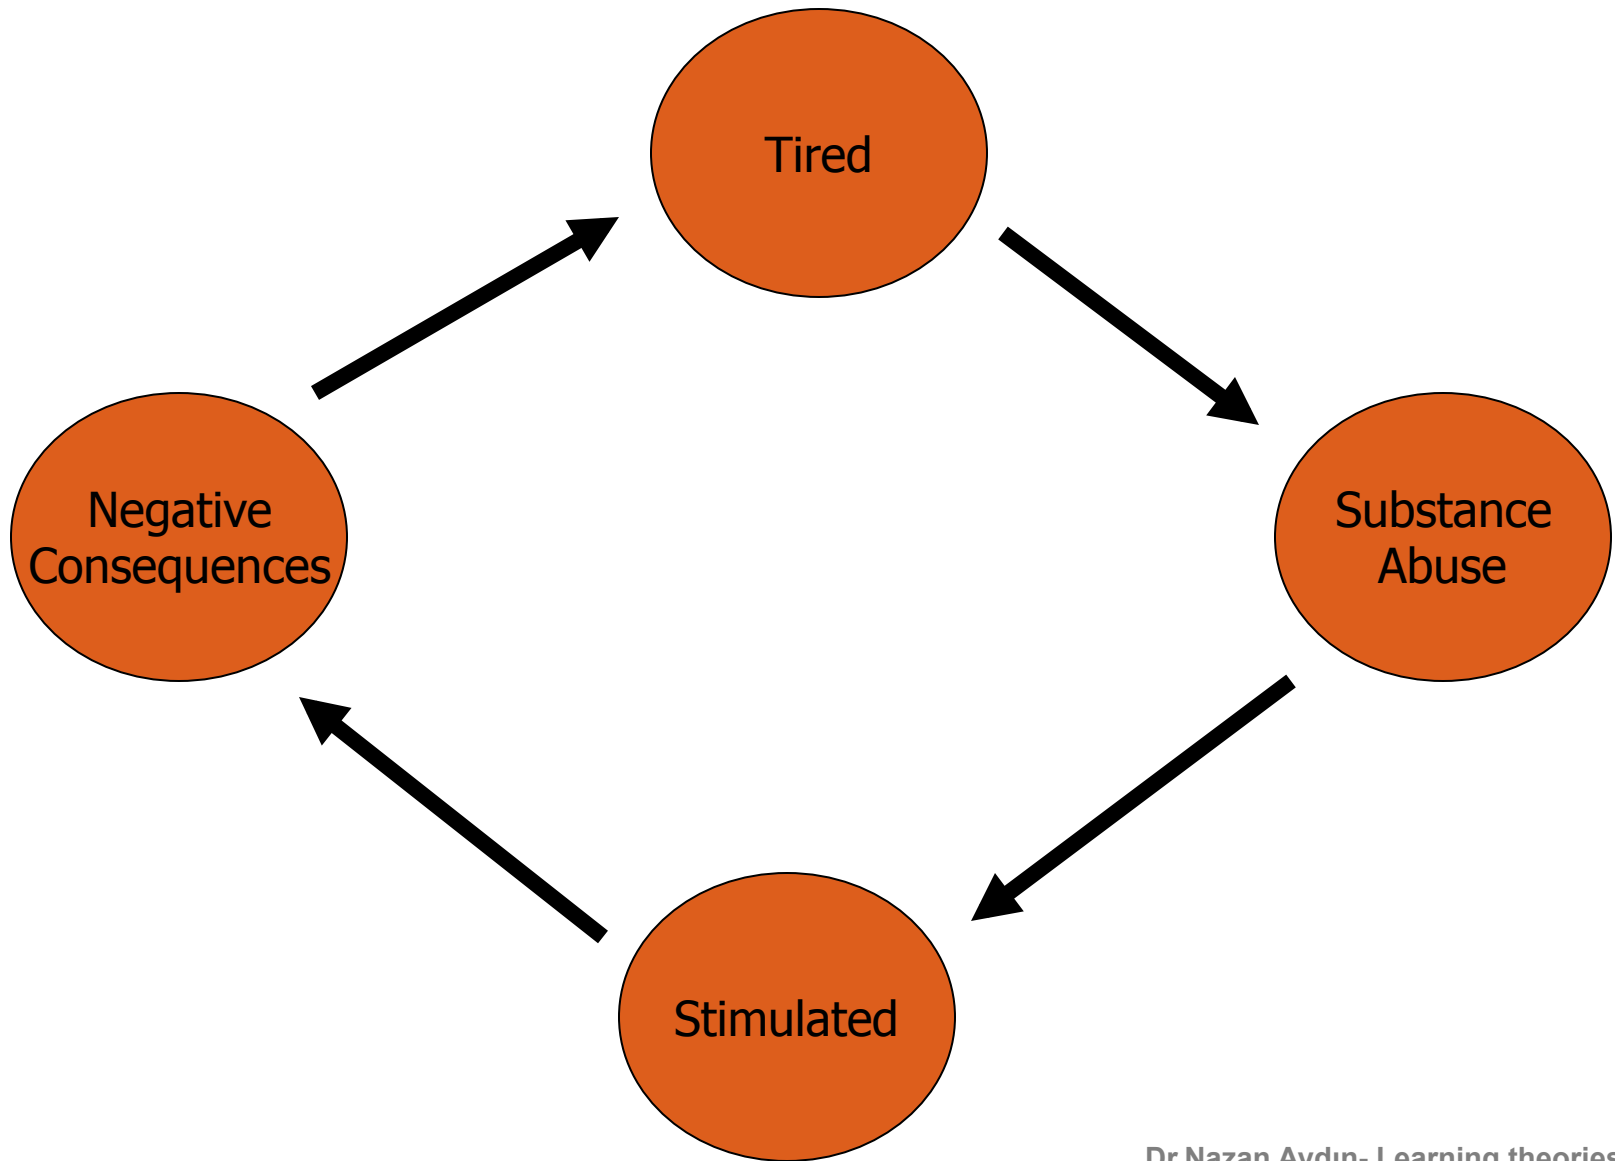 Tired
Negative
Consequences
Substance
Abuse
Stimulated
Dr.Nazan Aydın- Learning theories